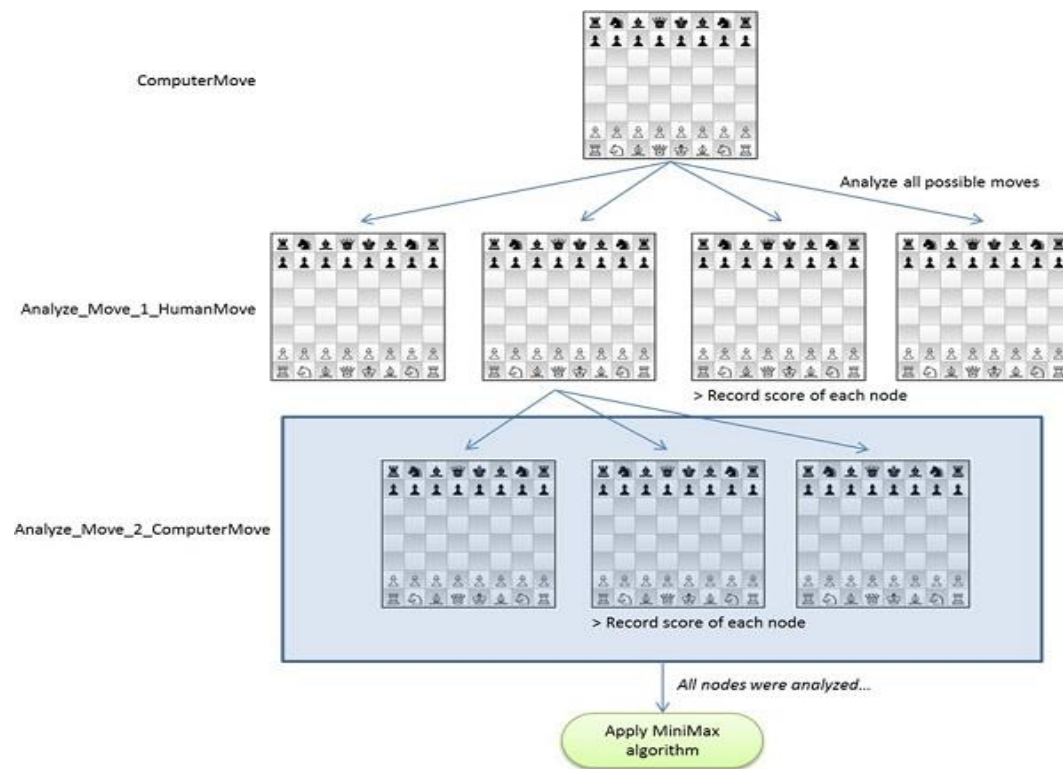 ComputerMove
Analyze all possible moves
Analyze_Move_1_HumanMove
> Record score of each node
Analyze_Move_2_ComputerMove
> Record score of each node
All nodes were analyzed...
Apply MiniMax
algorithm